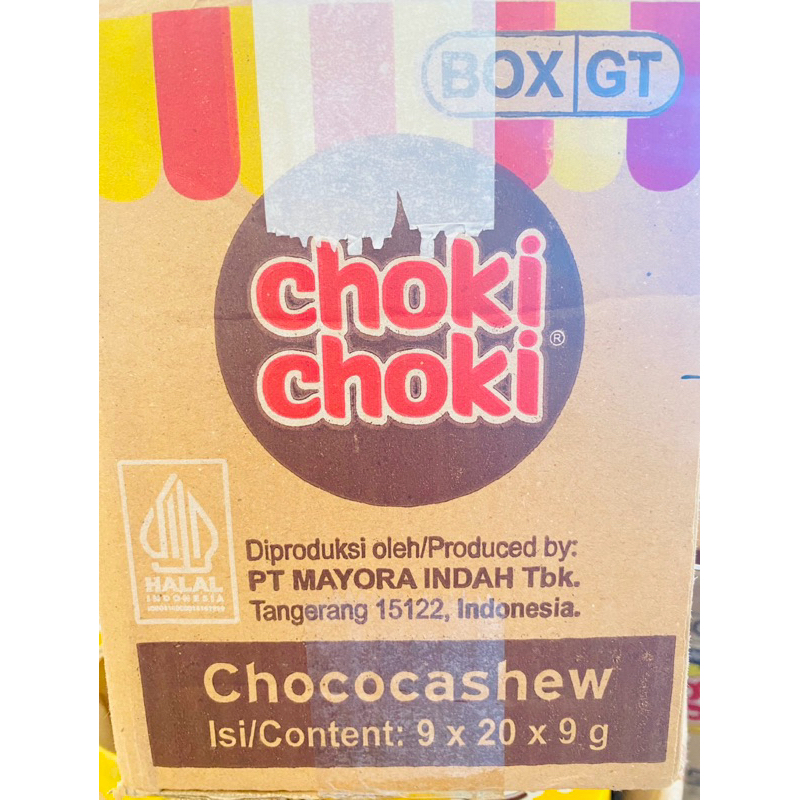 BOX GT
choki
choki ®
HALAL
INDONESIA
Diproduksi oleh/Produced by:
PT MAYORA INDAH Tbk.
Tangerang 15122, Indonesia.
Chococashew
Isi/Content: 9 x 20 x 9 g